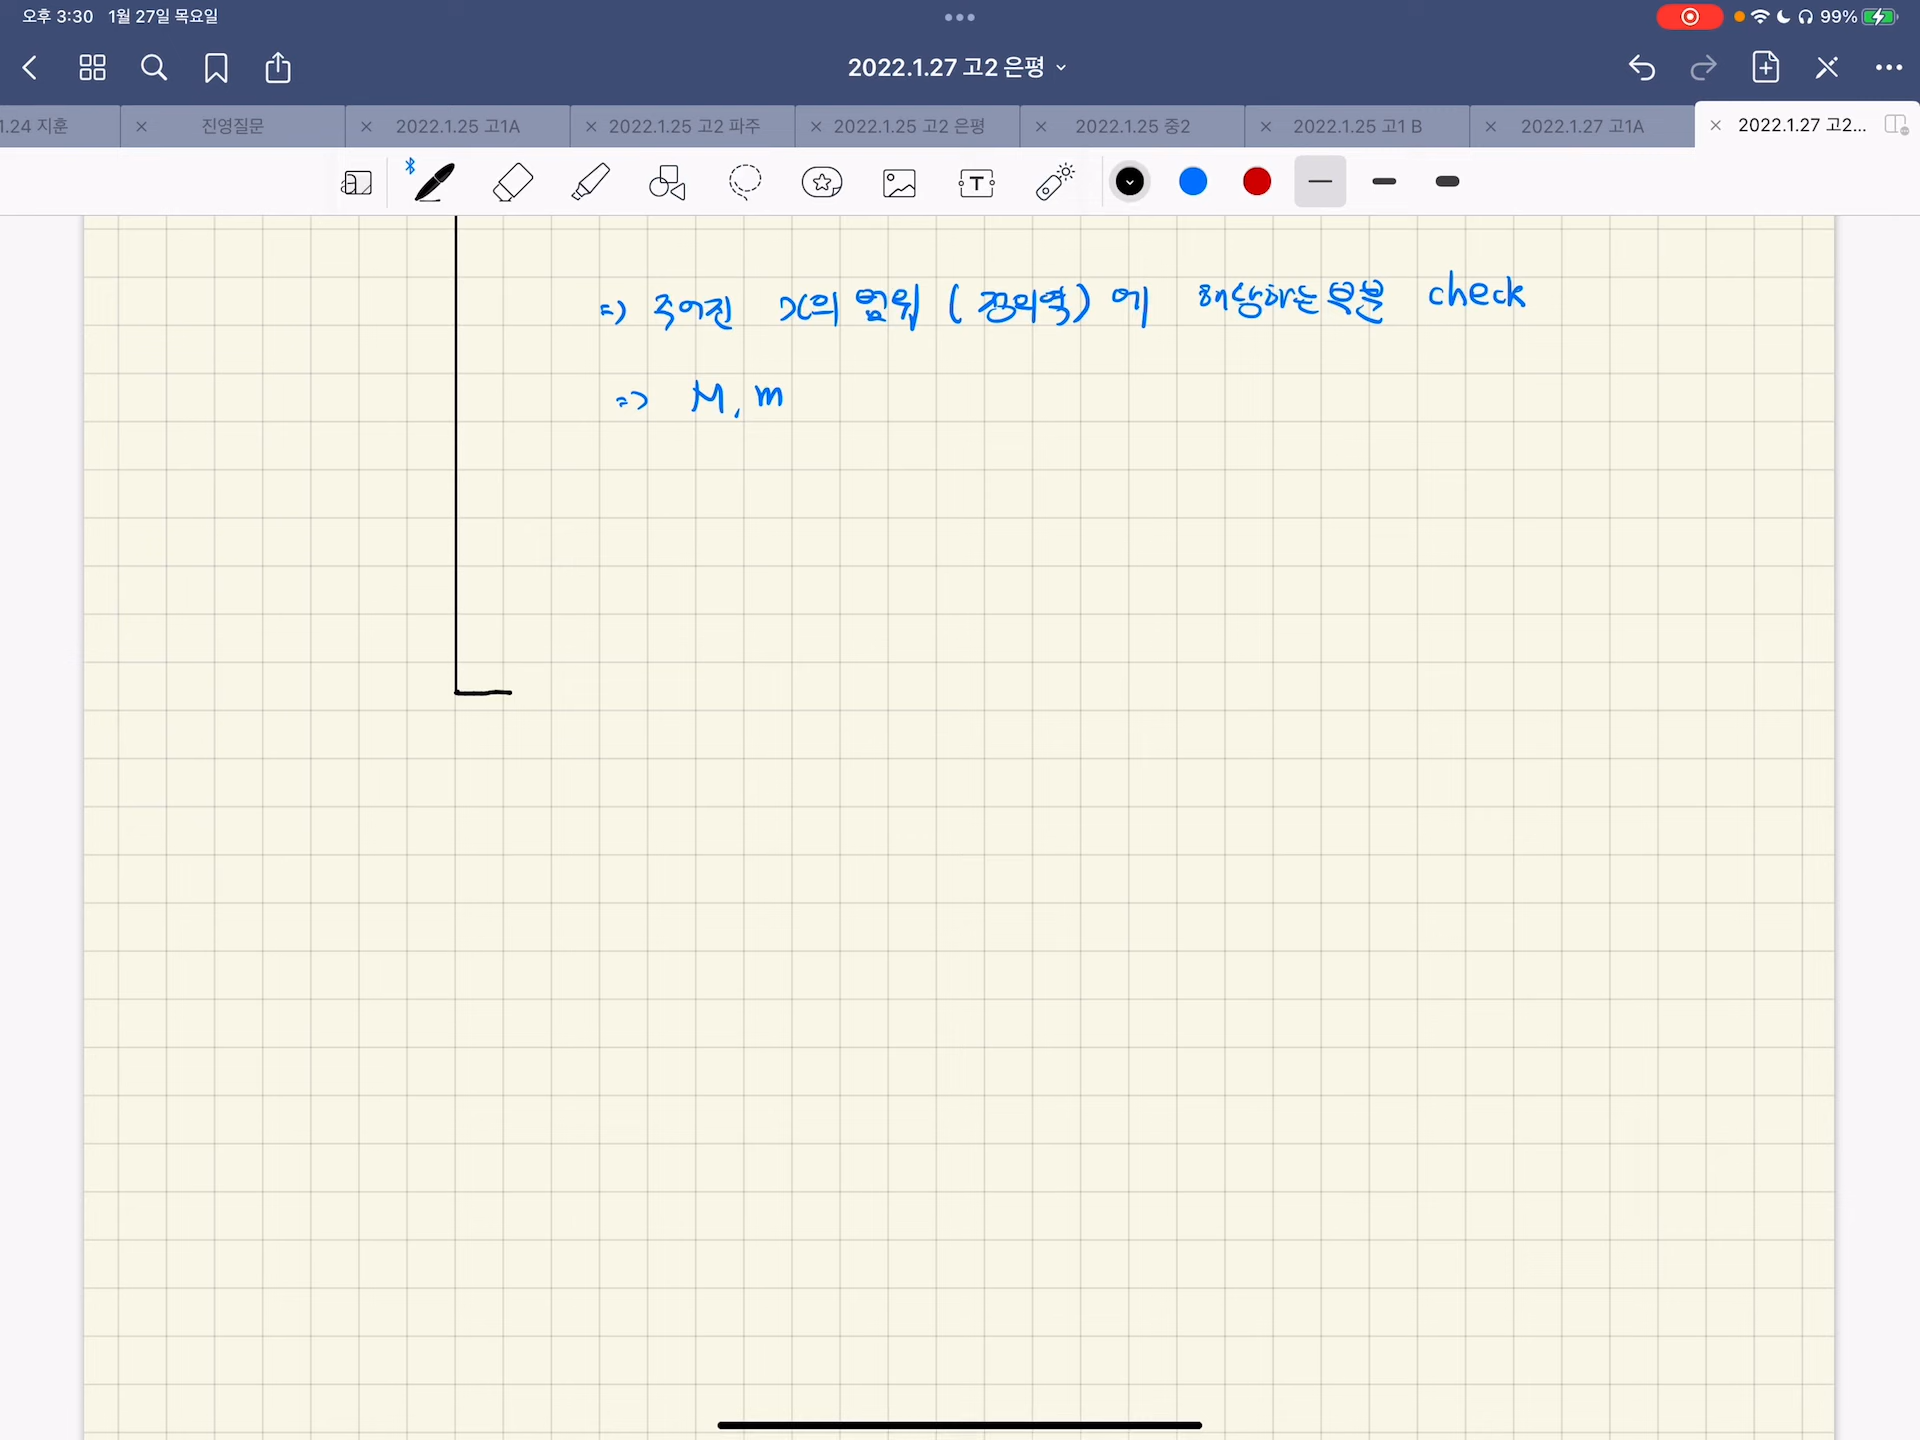 오후 3:30 1월 27일 목요일
99%
2022.1.27 고2 은평
1.24 지훈
진영질문
2022.1.25 고1A
2022.1.25 고2 파주
2022.1.25 고2 은평
2022.1.25 중2
2022.1.25 고1 B
2022.1.27 고1A
2022.1.27 고2...
⇒ 주어진 x의 범위 (정의역) 에 해당하는 부분 check
⇒ M, m